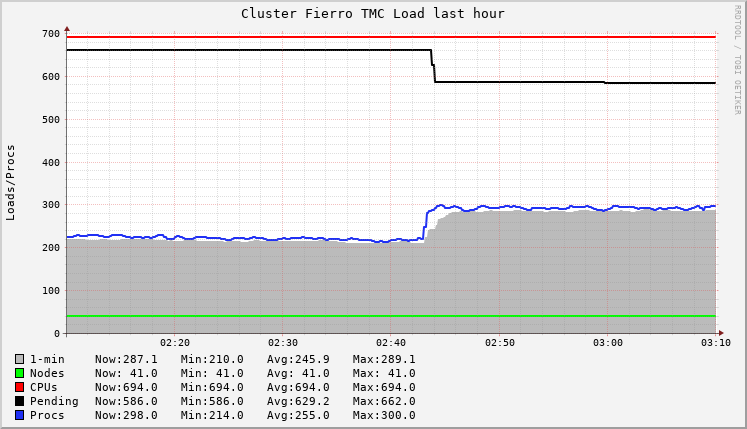 Cluster Fierro TMC Load last hour
RRDTOOL / TOBI OETIKER
Loads/Procs
700
600
500
400
300
200
100
0
02:20 02:30 02:40 02:50 03:00 03:10
1-min Now:287.1 Min:210.0 Avg:245.9 Max:289.1
Nodes Now: 41.0 Min: 41.0 Avg: 41.0 Max: 41.0
CPUs Now:694.0 Min:694.0 Avg:694.0 Max:694.0
Pending Now:586.0 Min:586.0 Avg:629.2 Max:662.0
Procs Now:298.0 Min:214.0 Avg:255.0 Max:300.0